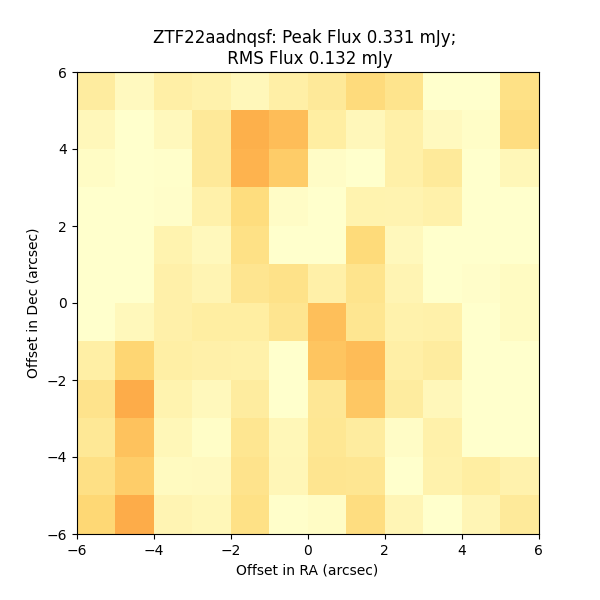 ZTF22aadnqsf: Peak Flux 0.331 mJy;
RMS Flux 0.132 mJy
6
4
2
0
−2
−4
−6
Offset in Dec (arcsec)
−6 −4 −2 0 2 4 6
Offset in RA (arcsec)